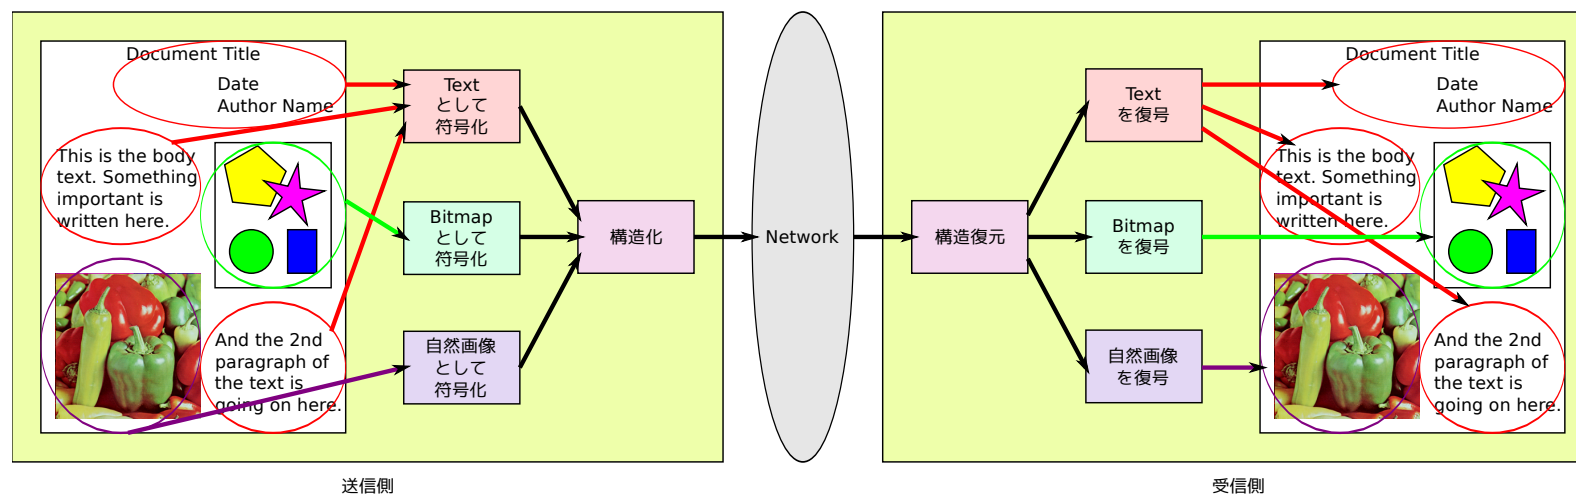 Document Title
Date
Author Name
This is the body
text. Something
important is
written here.
And the 2nd
paragraph of
the text is
going on here.
Text
として
符号化
Bitmap
として
符号化
自然画像
として
符号化
構造化
送信側
Network
構造復元
Text
を復号
Bitmap
を復号
自然画像
を復号
Document Title
Date
Author Name
This is the body
text. Something
important is
written here.
And the 2nd
paragraph of
the text is
going on here.
受信側